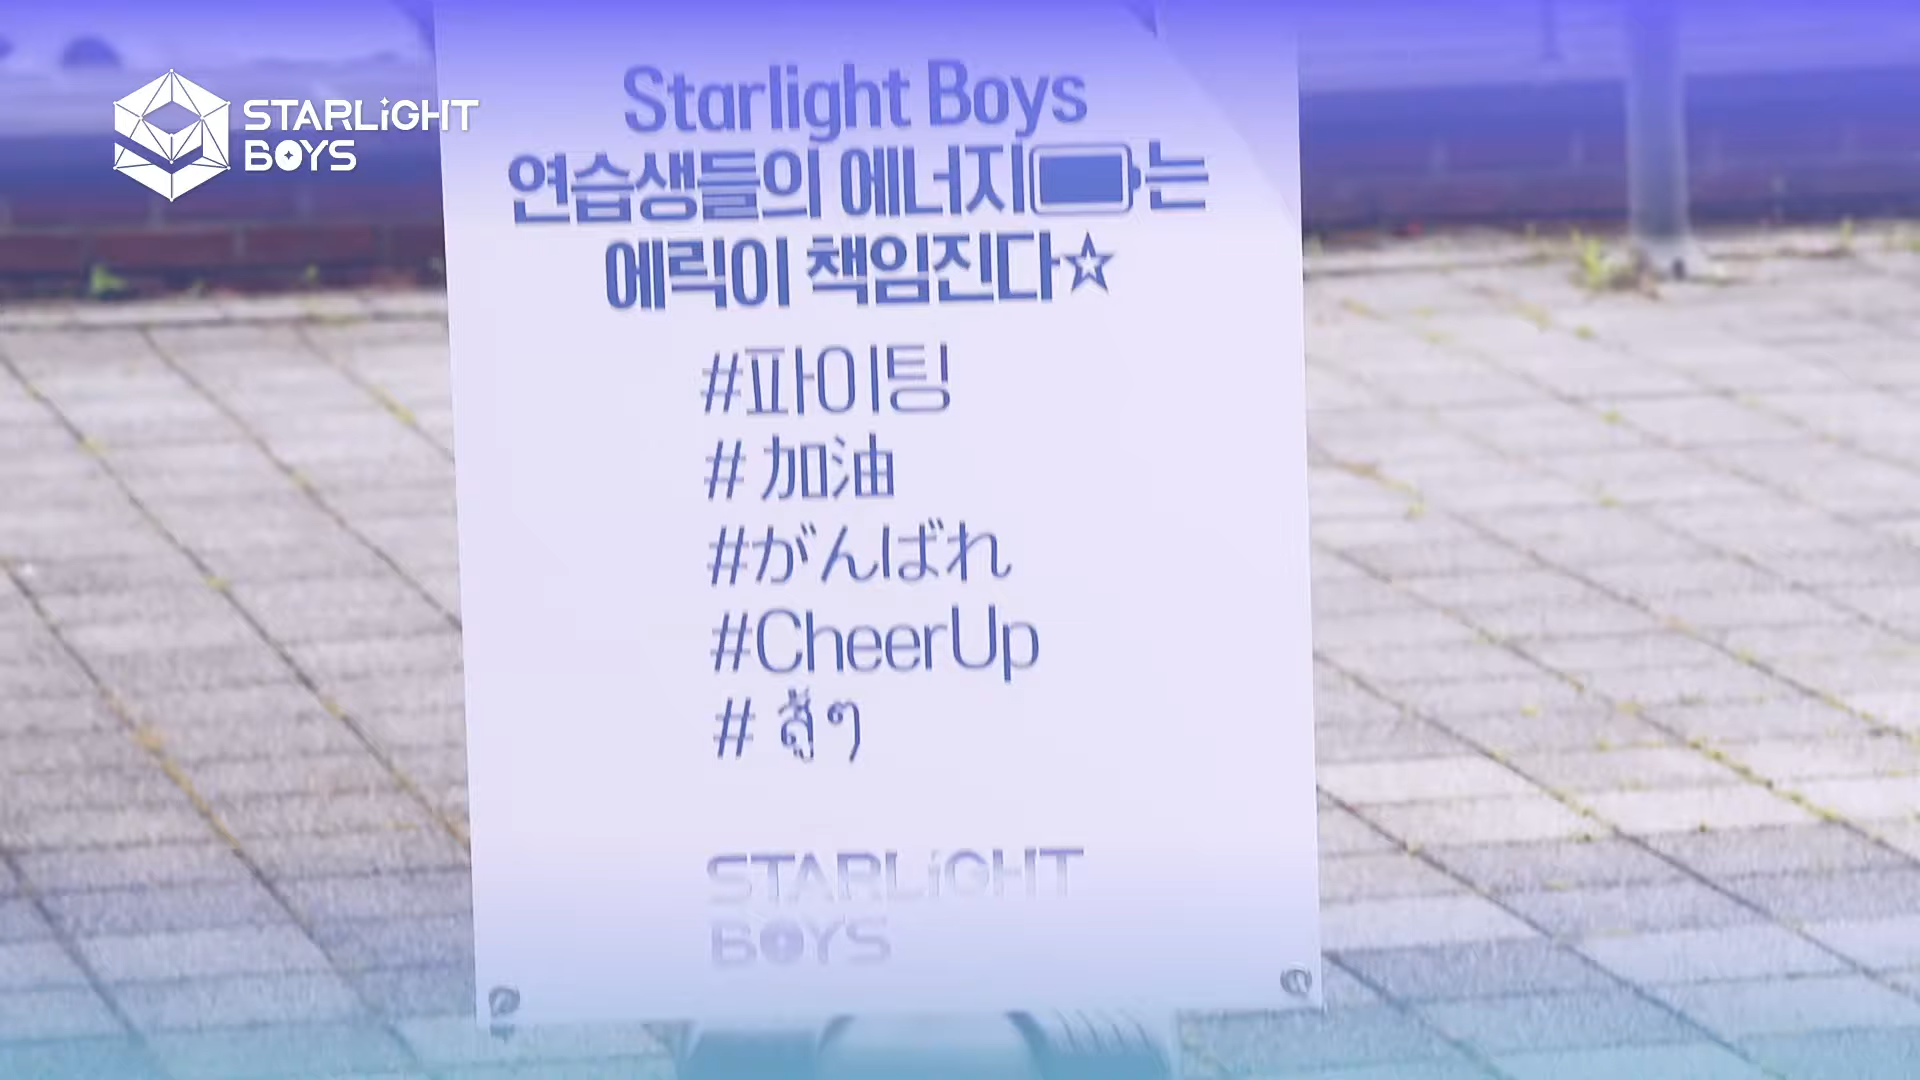 STARLiGHT
BOYS
Starlight Boys
연습생들의 에너지는
에릭이 책임진다☆
#파이팅
# 加油
#がんばれ
#CheerUp
# สู้ๆ
STARLiGHT
BOYS